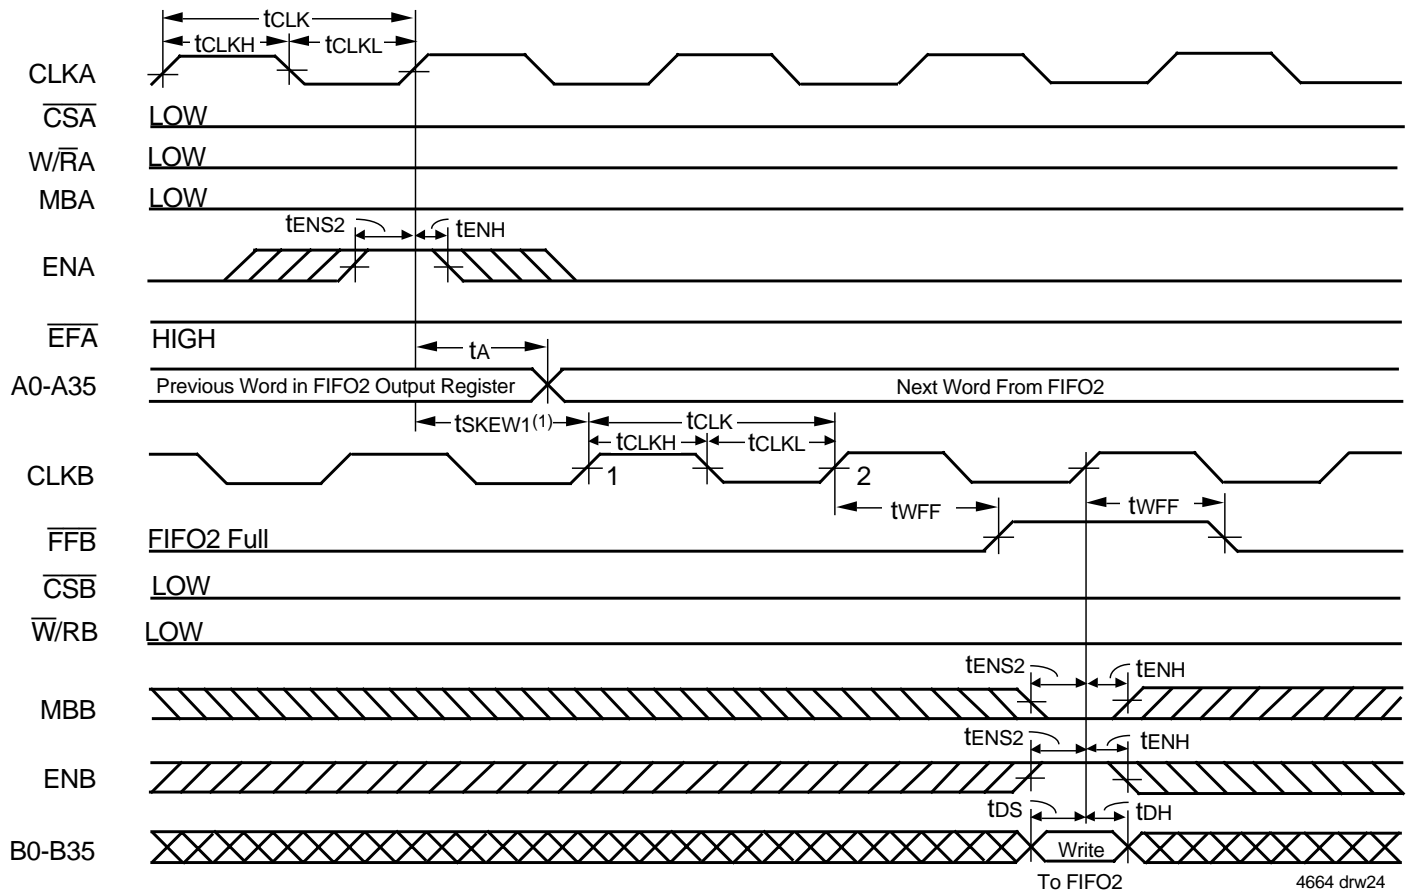 tCLK
tCLKH tCLKL
CLKA
CSA LOW
W/RA LOW
MBA LOW
tENS2 tENH
ENA
EFA HIGH
tA
A0-A35 Previous Word in FIFO2 Output Register Next Word From FIFO2
tSKEW1(1) tCLK
tCLKH tCLKL
CLKB 1 2
tWFF tWFF
FFB FIFO2 Full
CSB LOW
W/RB LOW
tENS2 tENH
MBB
tENS2 tENH
ENB
tDS tDH
B0-B35 Write
To FIFO2 4664 drw24